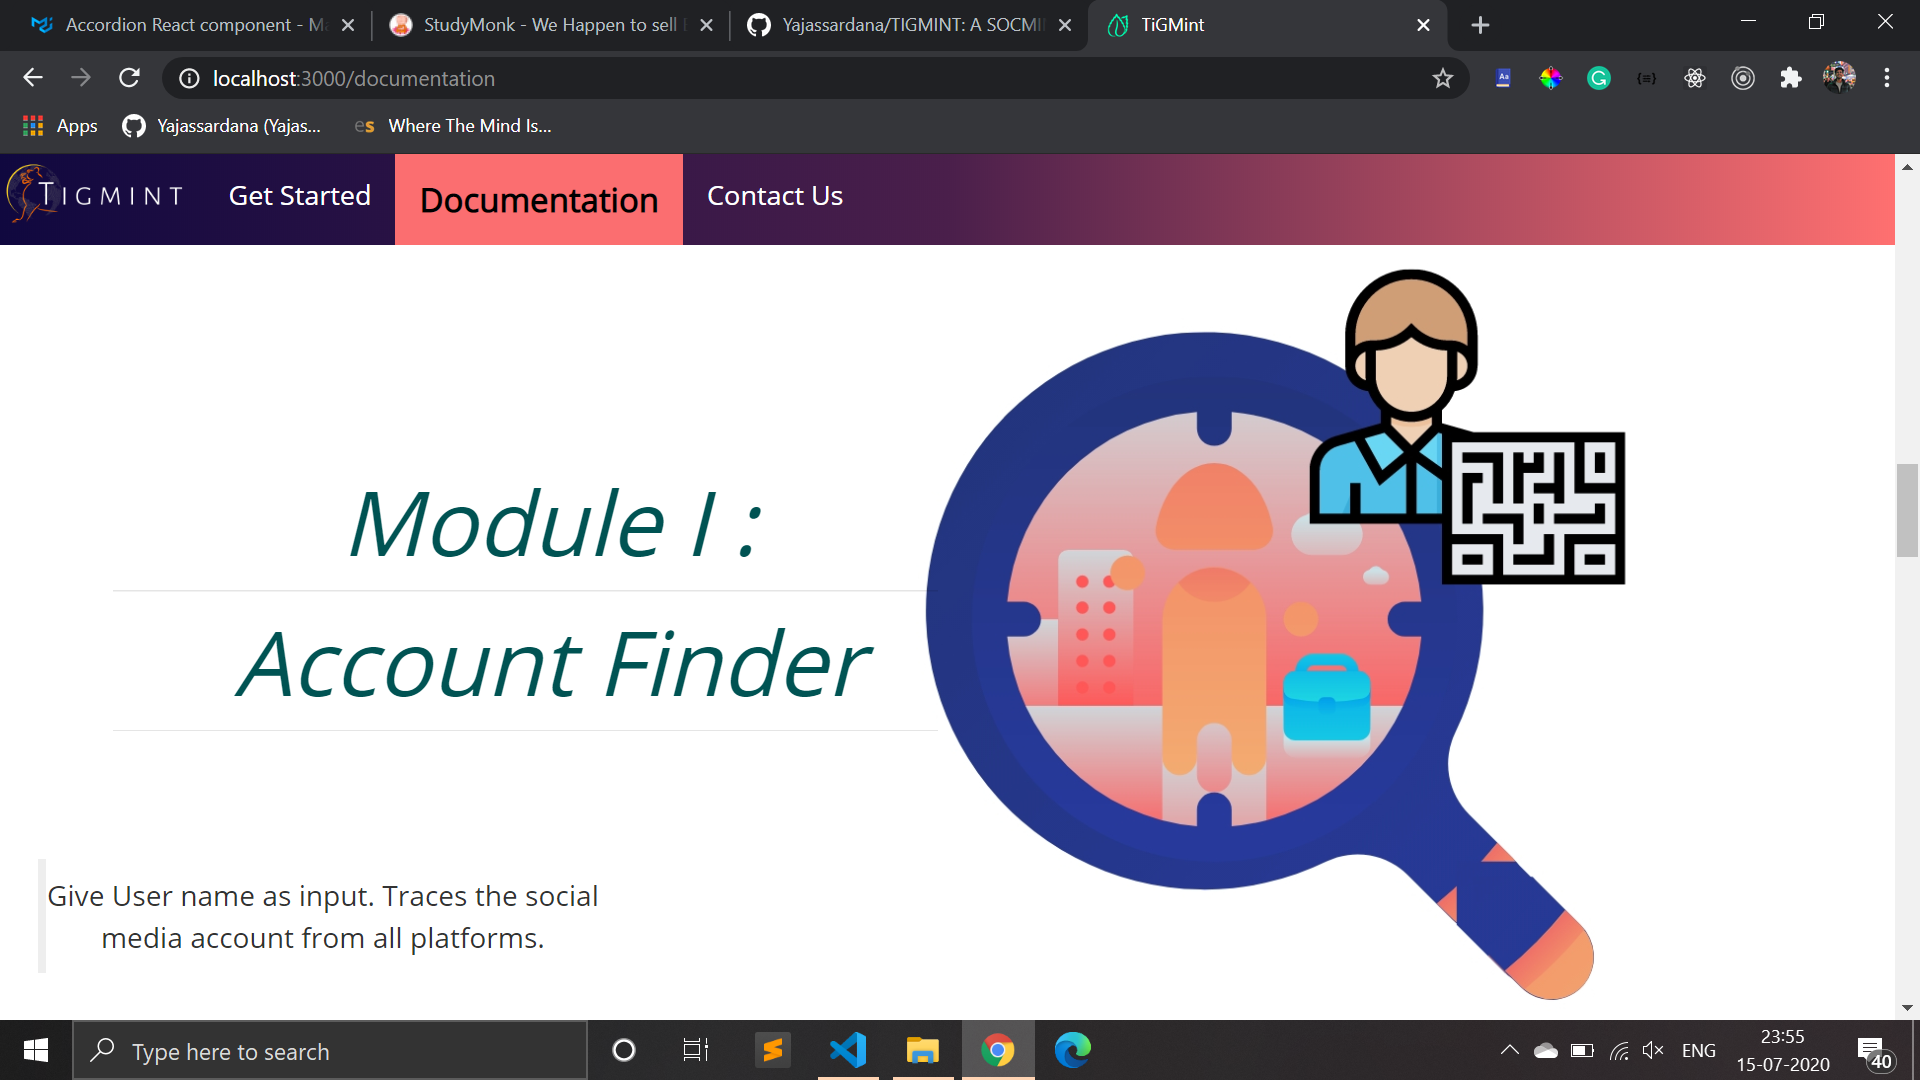 Accordion React component - M
StudyMonk - We Happen to sell
Yajassardana/TIGMINT: A SOCMI
TiGMint
localhost:3000/documentation
Apps
Yajassardana (Yajas...
es
Where The Mind Is...
TIGMINT
Get Started
Documentation
Contact Us
Module I :
Account Finder
Give User name as input. Traces the social
media account from all platforms.
Type here to search
ENG
23:55
15-07-2020
40